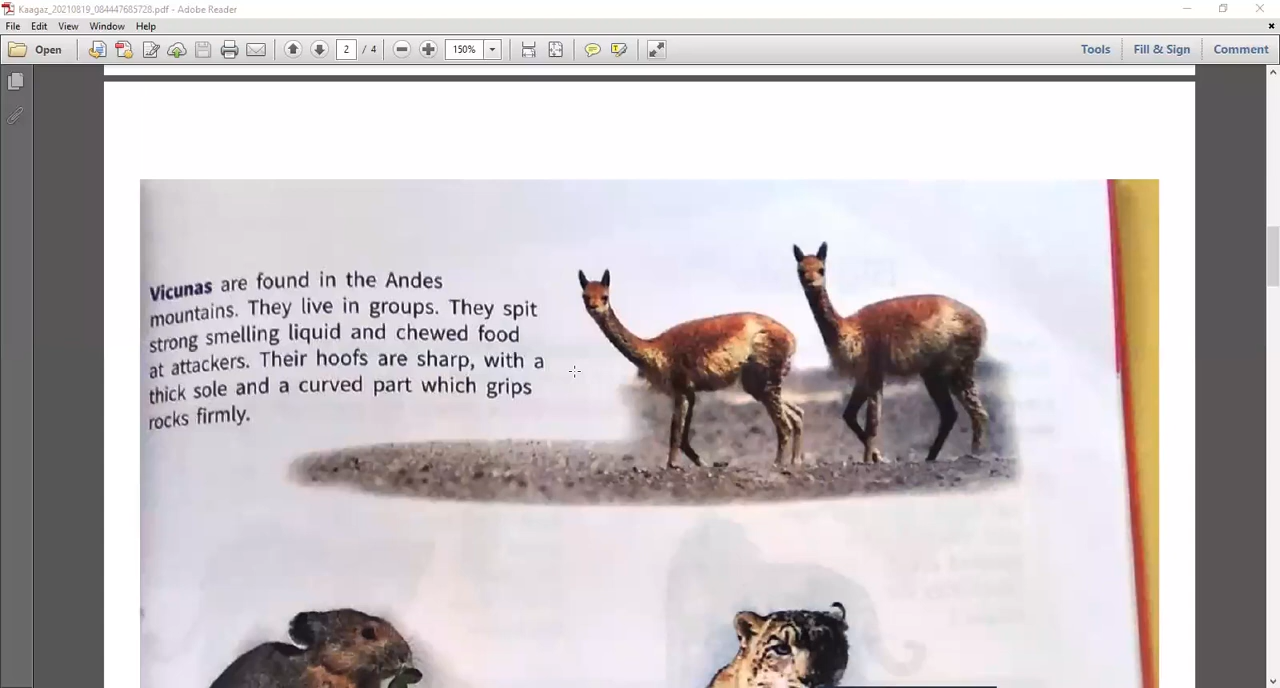 Kaagaz_20210819_084447685728.pdf - Adobe Reader
File Edit View Window Help
Open 2 / 4 150% Tools Fill & Sign Comment
Vicunas are found in the Andes
mountains. They live in groups. They spit
strong smelling liquid and chewed food
at attackers. Their hoofs are sharp, with a
thick sole and a curved part which grips
rocks firmly.